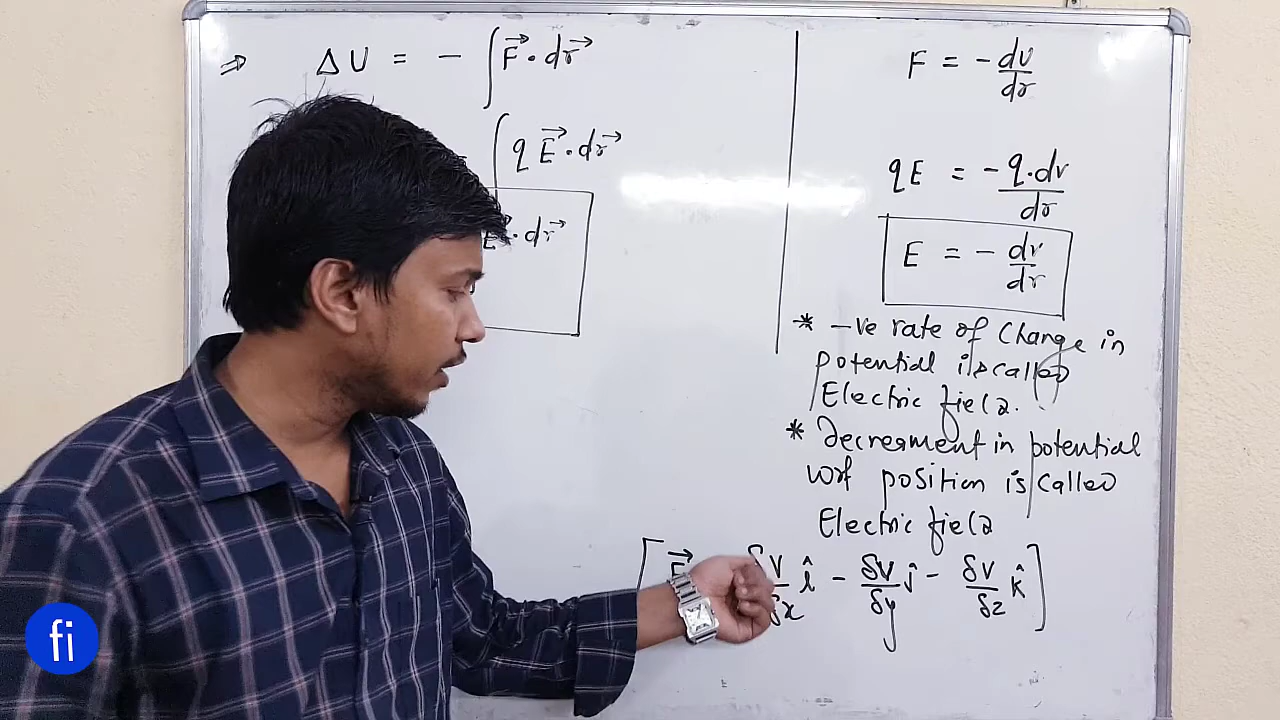 ⇒ ΔU = - ∫ F⃗ · dr⃗
∫ q E⃗ · dr⃗
E⃗ · dr⃗
F = - dv/dr
qE = - q.dv/dr
E = - dv/dr
* -ve rate of Change in
potential is called
Electric field.
* Decreament in potential
wrt position is called
Electric field
[ E⃗ δV/δx î - δV/δy ĵ - δV/δz k̂ ]
fi